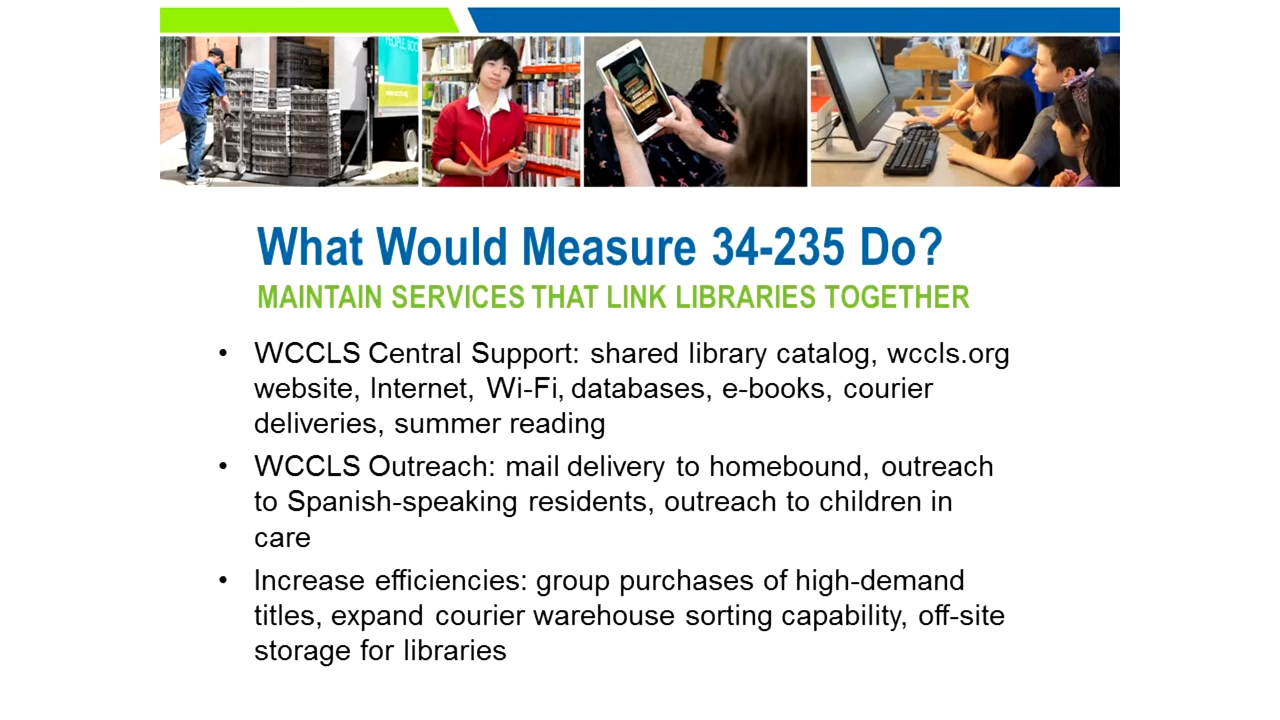 PEOPLE BOO
What Would Measure 34-235 Do?
MAINTAIN SERVICES THAT LINK LIBRARIES TOGETHER
• WCCLS Central Support: shared library catalog, wccls.org
website, Internet, Wi-Fi, databases, e-books, courier
deliveries, summer reading
• WCCLS Outreach: mail delivery to homebound, outreach
to Spanish-speaking residents, outreach to children in
care
• Increase efficiencies: group purchases of high-demand
titles, expand courier warehouse sorting capability, off-site
storage for libraries